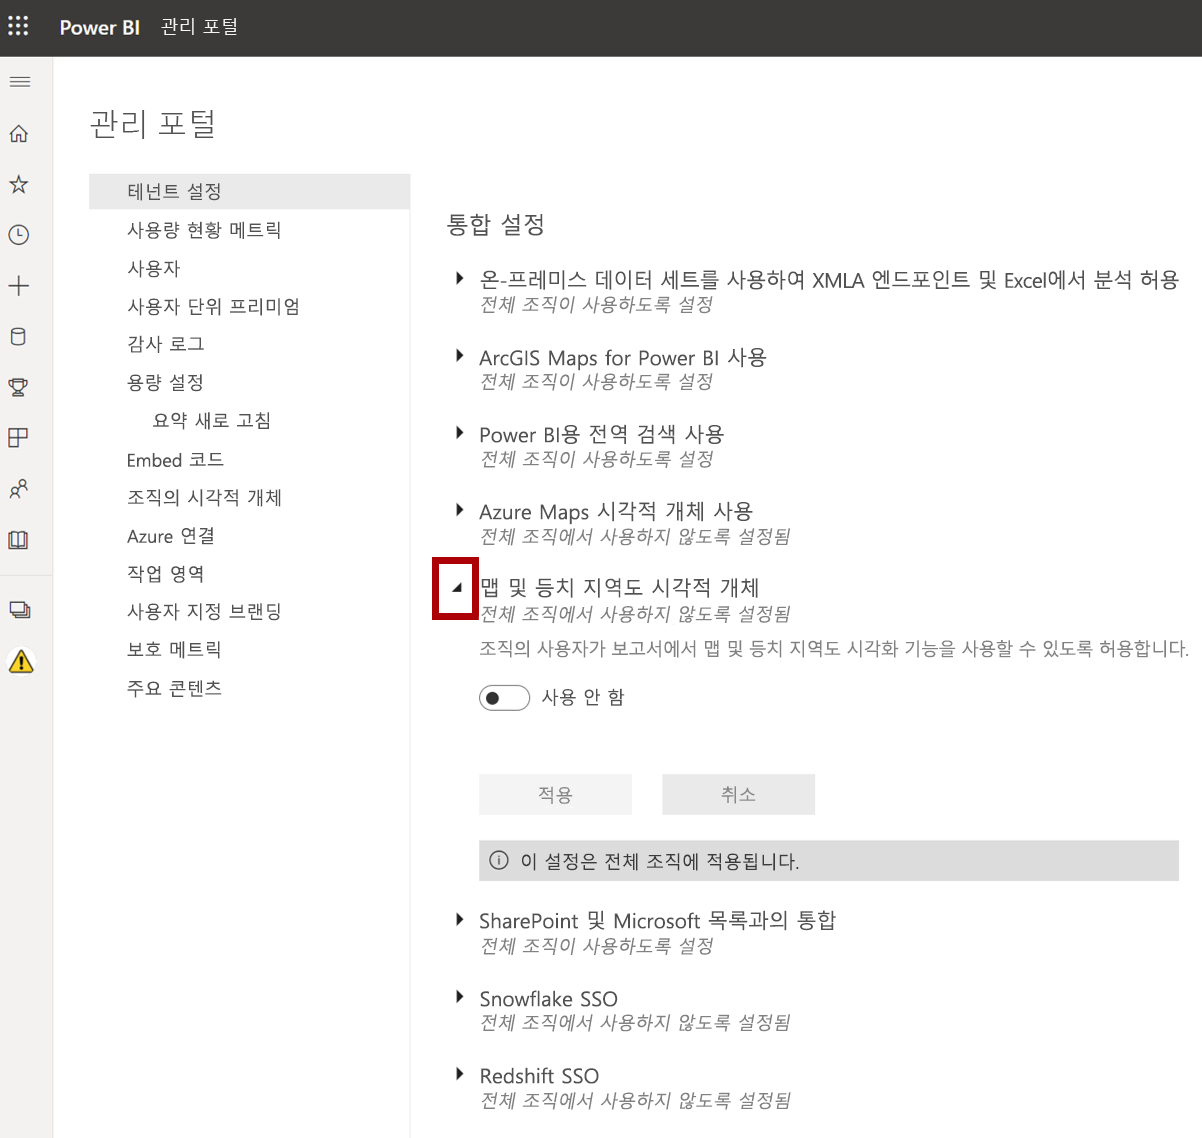 Power BI 관리 포털
관리 포털
테넌트 설정
사용량 현황 메트릭
사용자
사용자 단위 프리미엄
감사 로그
용량 설정
요약 새로 고침
Embed 코드
조직의 시각적 개체
Azure 연결
작업 영역
사용자 지정 브랜딩
보호 메트릭
주요 콘텐츠
통합 설정
온-프레미스 데이터 세트를 사용하여 XMLA 엔드포인트 및 Excel에서 분석 허용
전체 조직이 사용하도록 설정
ArcGIS Maps for Power BI 사용
전체 조직이 사용하도록 설정
Power BI용 전역 검색 사용
전체 조직이 사용하도록 설정
Azure Maps 시각적 개체 사용
전체 조직에서 사용하지 않도록 설정됨
맵 및 등치 지역도 시각적 개체
전체 조직에서 사용하지 않도록 설정됨
조직의 사용자가 보고서에서 맵 및 등치 지역도 시각화 기능을 사용할 수 있도록 허용합니다.
사용 안 함
적용 취소
이 설정은 전체 조직에 적용됩니다.
SharePoint 및 Microsoft 목록과의 통합
전체 조직이 사용하도록 설정
Snowflake SSO
전체 조직에서 사용하지 않도록 설정됨
Redshift SSO
전체 조직에서 사용하지 않도록 설정됨